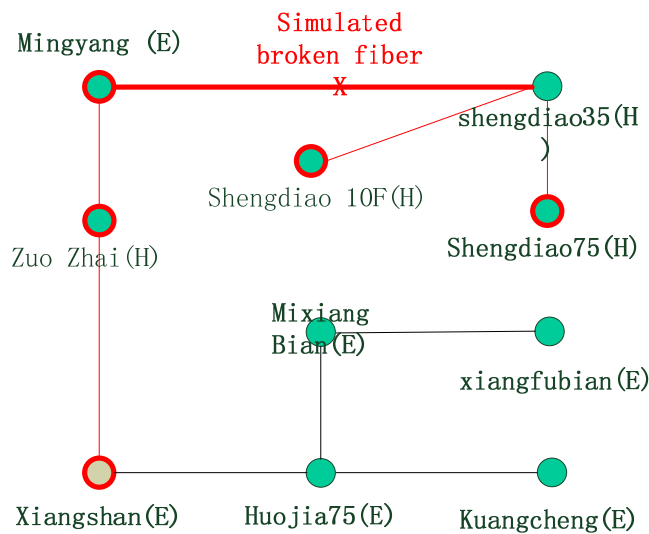 Simulated
broken fiber
X
Mingyang (E)
shengdiao35(H
)
Shengdiao 10F(H)
Zuo Zhai(H)
Shengdiao75(H)
Mixiang
Bian(E)
xiangfubian(E)
Xiangshan(E)
Huojia75(E)
Kuangcheng(E)